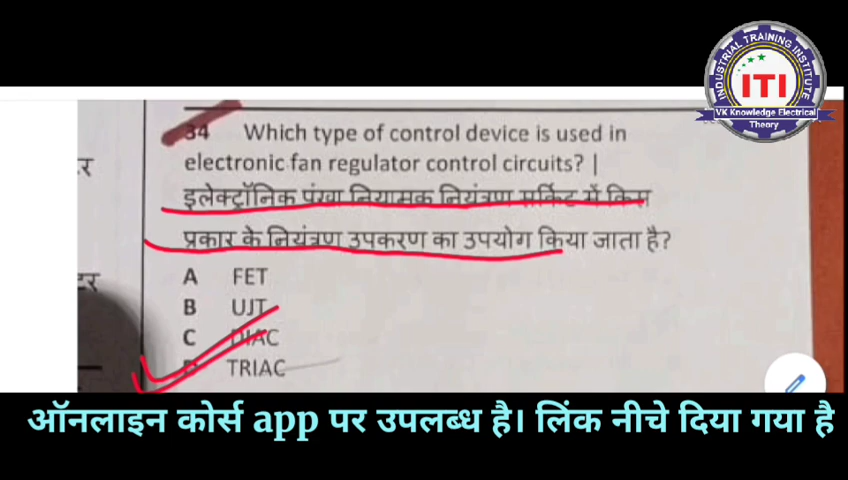 INDUSTRIAL TRAINING INSTITUTE
ITI
VK Knowledge Electrical
Theory
34 Which type of control device is used in
electronic fan regulator control circuits? |
इलेक्ट्रॉनिक पंखा नियामक नियंत्रण सर्किट में किस
प्रकार के नियंत्रण उपकरण का उपयोग किया जाता है?
A FET
B UJT
C DIAC
D TRIAC
ऑनलाइन कोर्स app पर उपलब्ध है। लिंक नीचे दिया गया है